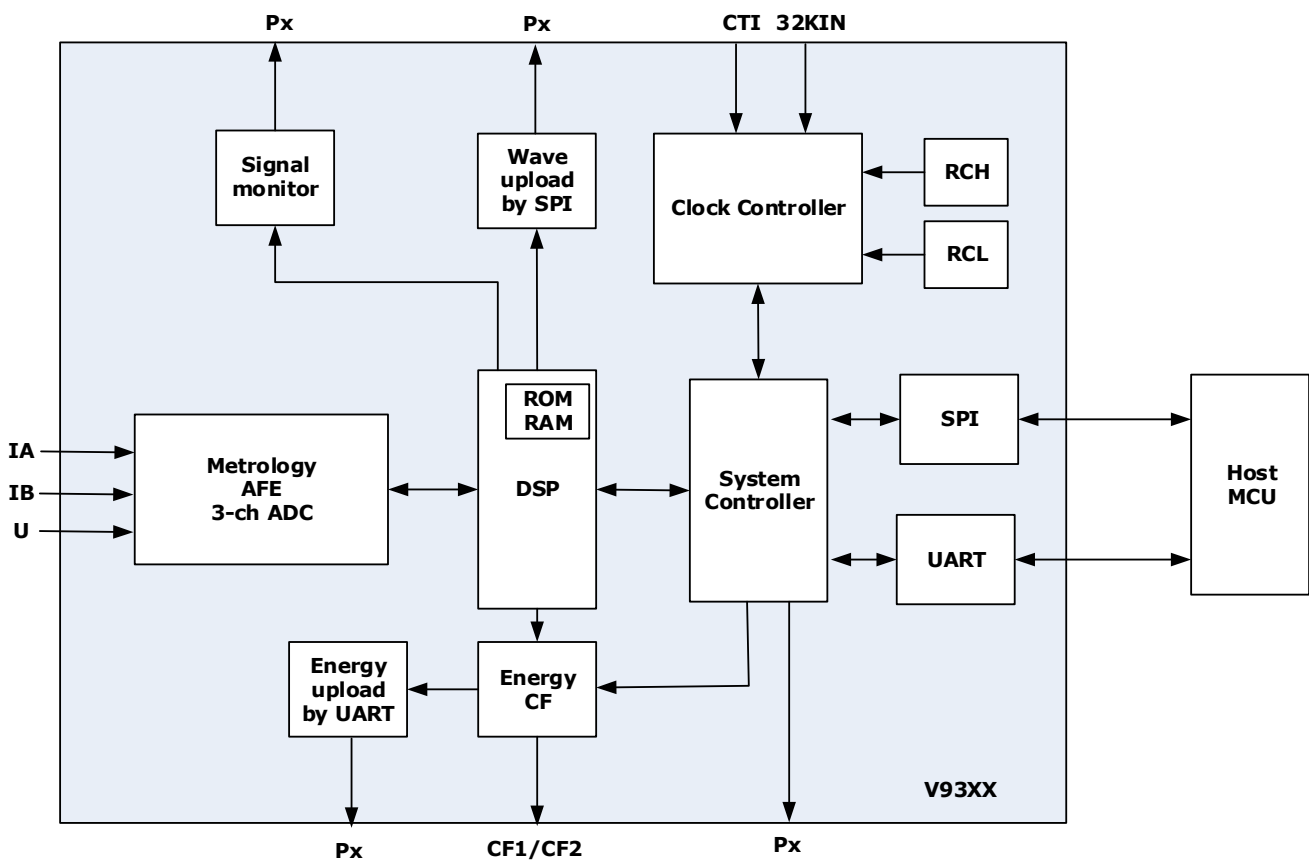 Px
Px
CTI 32KIN
Signal
monitor
Wave
upload
by SPI
Clock Controller
RCH
RCL
ROM
RAM
DSP
IA
IB
U
Metrology
AFE
3-ch ADC
System
Controller
SPI
UART
Host
MCU
Energy
upload
by UART
Energy
CF
V93XX
Px
CF1/CF2
Px